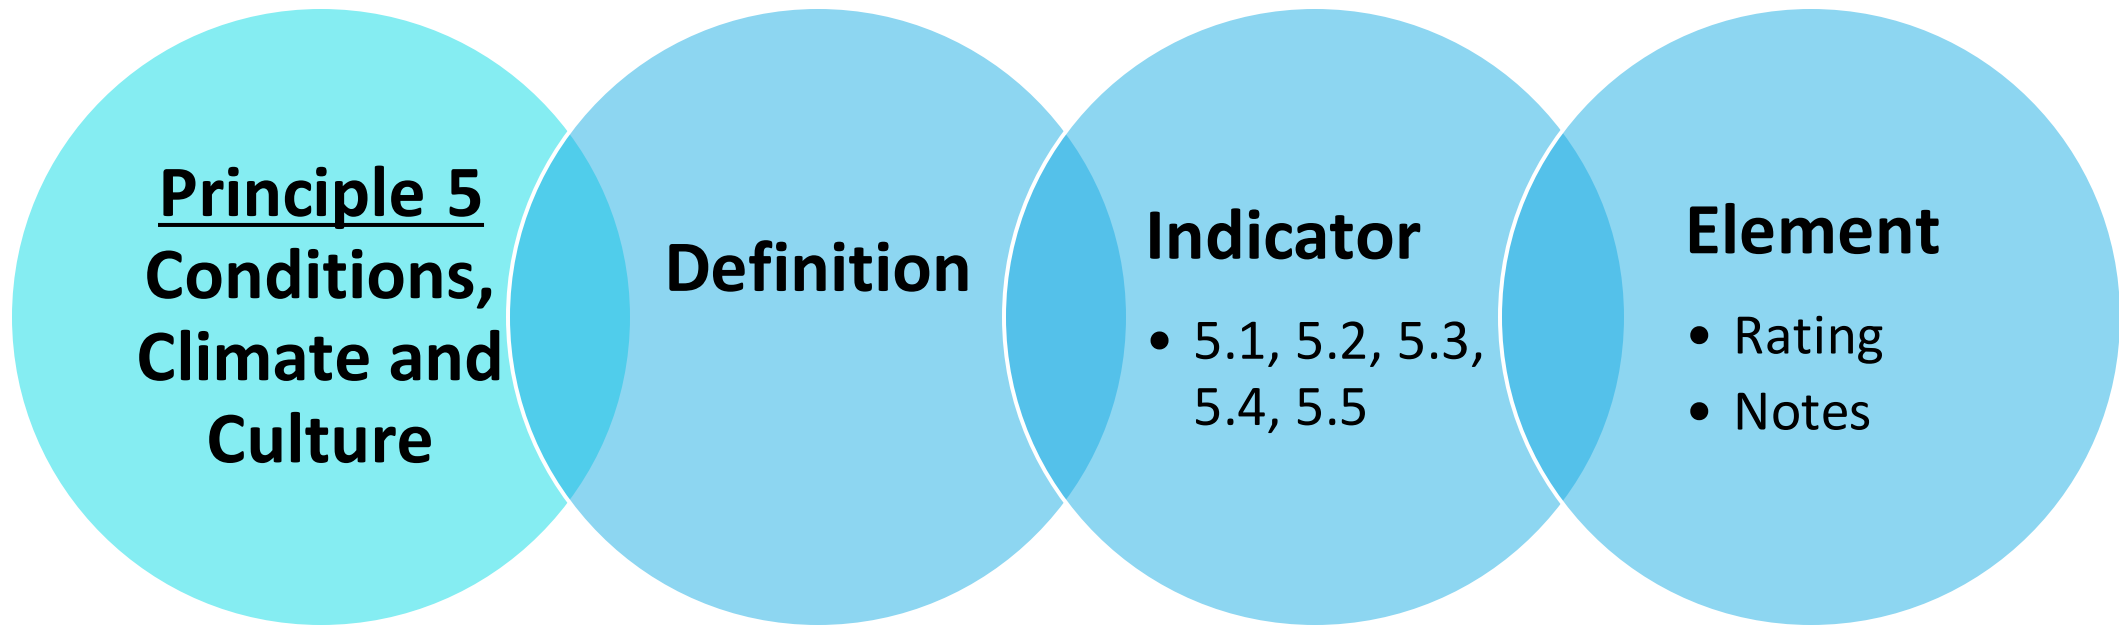 Principle 5
Conditions,
Climate and
Culture
Definition
Indicator
• 5.1, 5.2, 5.3,
5.4, 5.5
Element
• Rating
• Notes